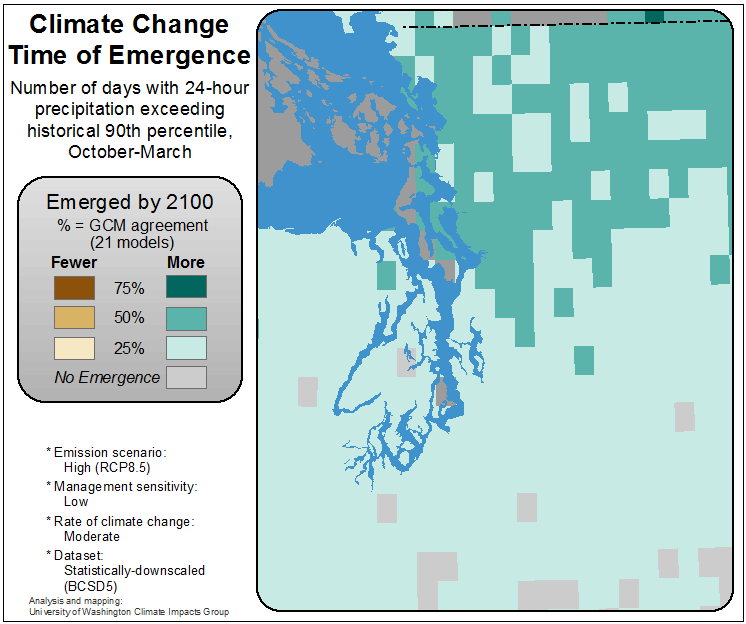 Climate Change
Time of Emergence
Number of days with 24-hour
precipitation exceeding
historical 90th percentile,
October-March
Emerged by 2100
% = GCM agreement
(21 models)
Fewer More
75%
50%
25%
No Emergence
* Emission scenario:
High (RCP8.5)
* Management sensitivity:
Low
* Rate of climate change:
Moderate
* Dataset:
Statistically-downscaled
(BCSD5)
Analysis and mapping:
University of Washington Climate Impacts Group